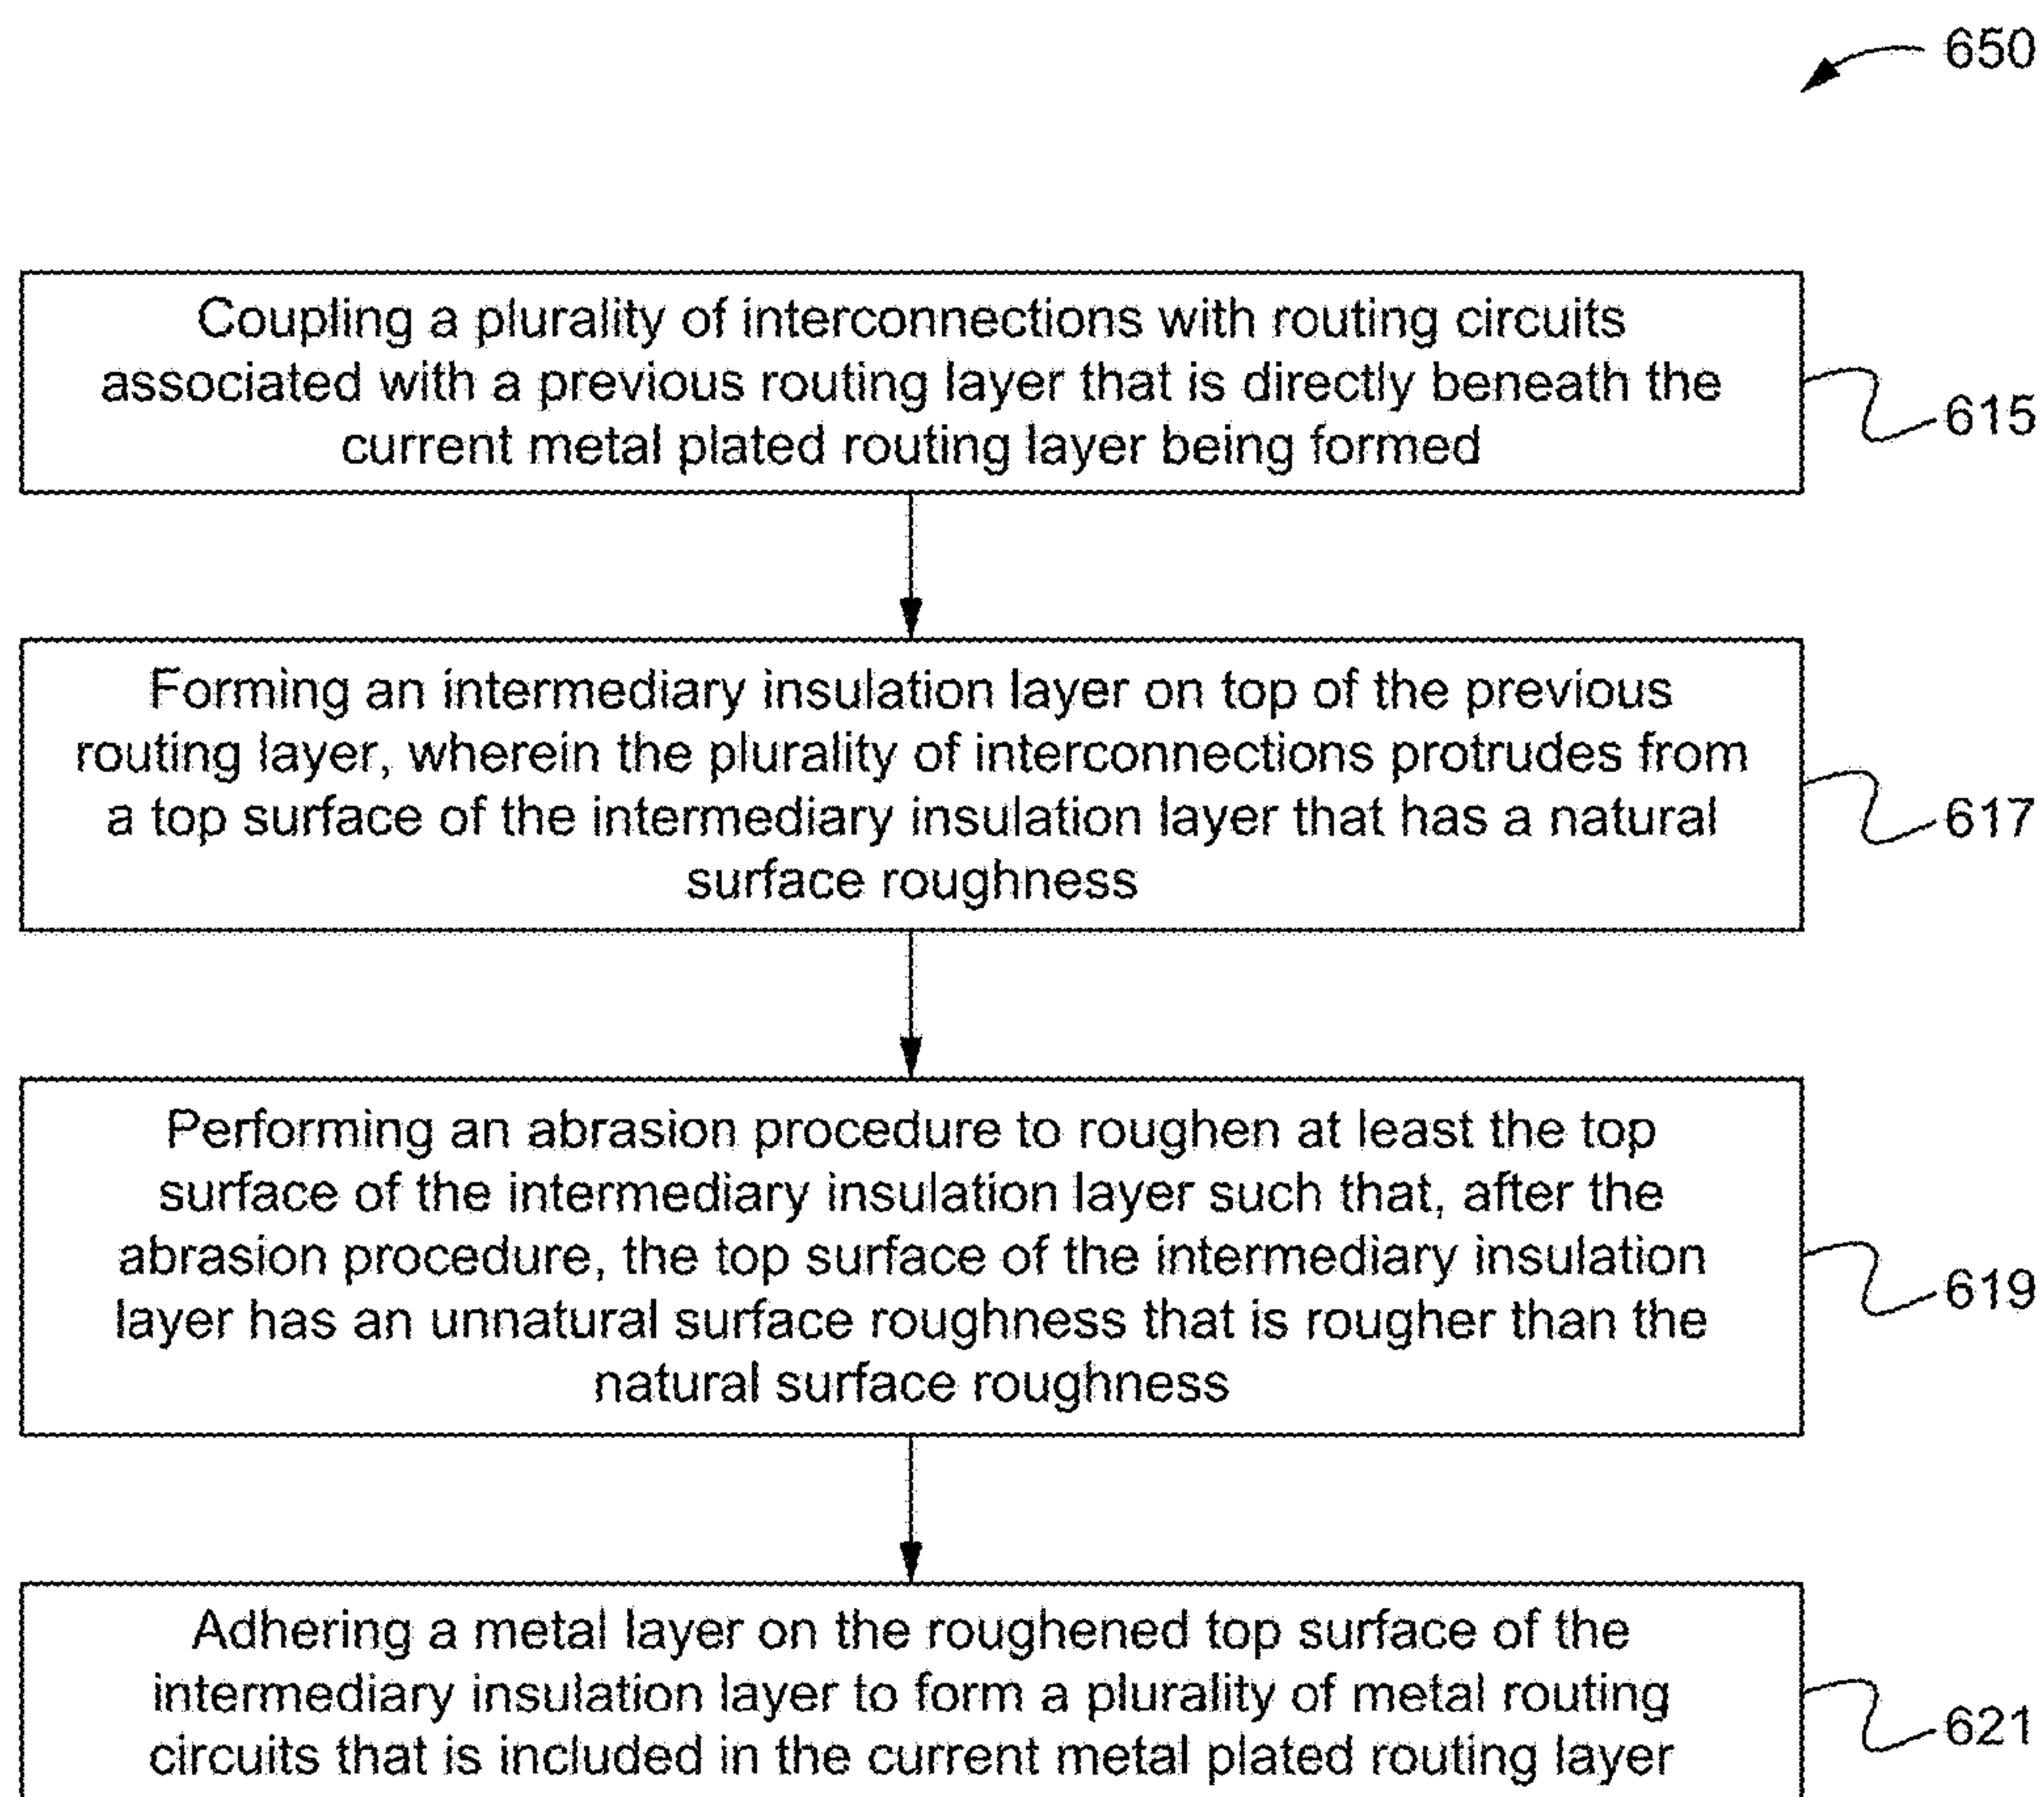 650
Coupling a plurality of interconnections with routing circuits
associated with a previous routing layer that is directly beneath the
current metal plated routing layer being formed
615
Forming an intermediary insulation layer on top of the previous
routing layer, wherein the plurality of interconnections protrudes from
a top surface of the intermediary insulation layer that has a natural
surface roughness
617
Performing an abrasion procedure to roughen at least the top
surface of the intermediary insulation layer such that, after the
abrasion procedure, the top surface of the intermediary insulation
layer has an unnatural surface roughness that is rougher than the
natural surface roughness
619
Adhering a metal layer on the roughened top surface of the
intermediary insulation layer to form a plurality of metal routing
circuits that is included in the current metal plated routing layer
621